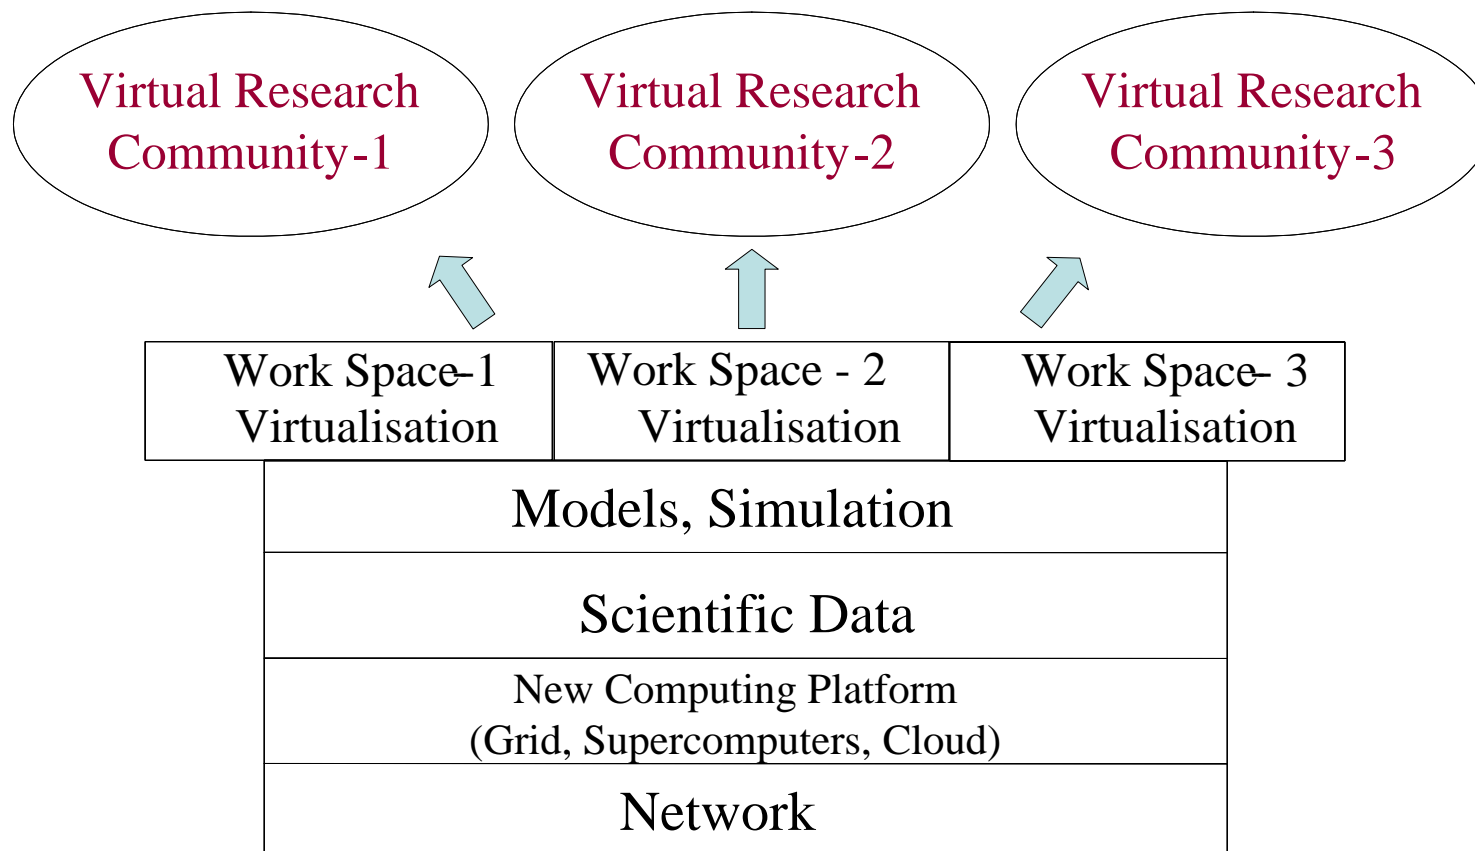 Virtual Research
Community-1
Virtual Research
Community-2
Virtual Research
Community-3
Work Space-1
Virtualisation
Work Space - 2
Virtualisation
Work Space- 3
Virtualisation
Models, Simulation
Scientific Data
New Computing Platform
(Grid, Supercomputers, Cloud)
Network